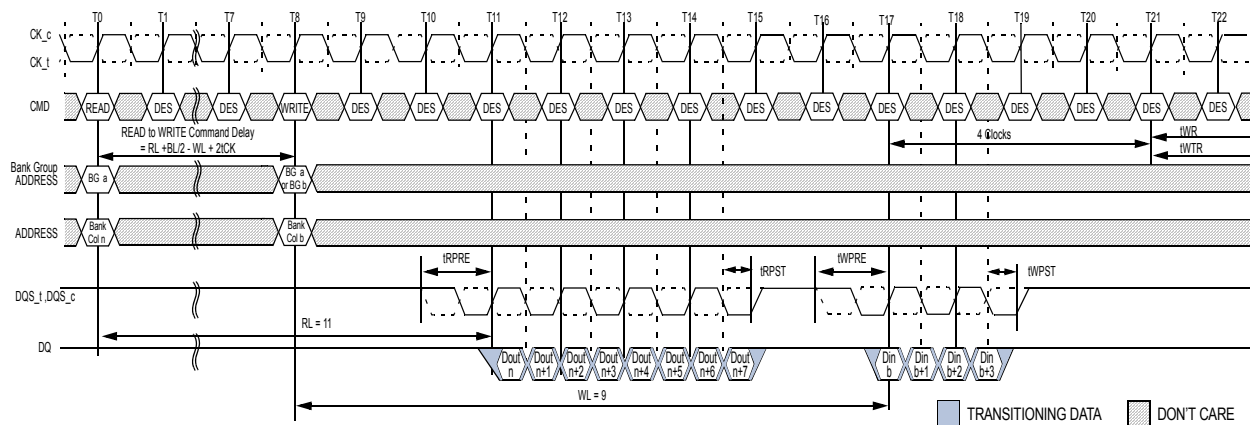 T0 T1 T7 T8 T9 T10 T11 T12 T13 T14 T15 T16 T17 T18 T19 T20 T21 T22
CK_c
CK_t
CMD READ DES DES WRITE DES DES DES DES DES DES DES DES DES DES DES DES DES DES
READ to WRITE Command Delay
= RL +BL/2 - WL + 2tCK
4 Clocks
tWR
tWTR
Bank Group
ADDRESS
BG a
BG a
or BG b
ADDRESS
Bank
Col n
Bank
Col b
tRPRE
tRPST
tWPRE
tWPST
DQS_t ,DQS_c
RL = 11
DQ
Dout
n
Dout
n+1
Dout
n+2
Dout
n+3
Dout
n+4
Dout
n+5
Dout
n+6
Dout
n+7
Din
b
Din
b+1
Din
b+2
Din
b+3
WL = 9
TRANSITIONING DATA
DON'T CARE